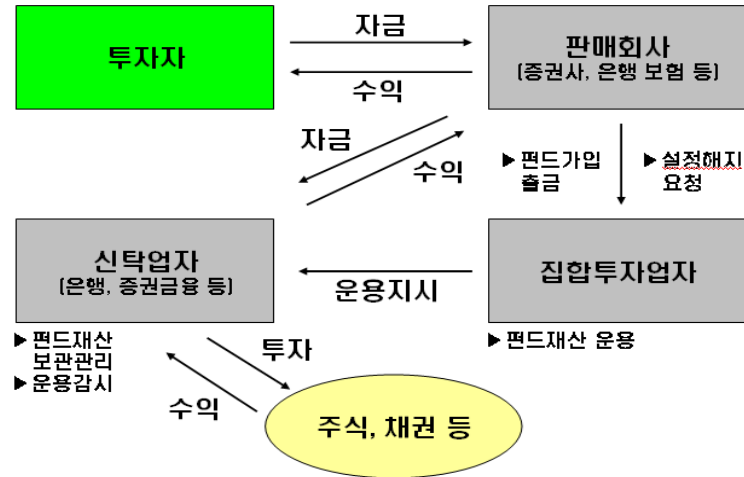 투자자
자금
수익
판매회사
(증권사, 은행 보험 등)
자금
수익
▶ 펀드가입
출금
▶ 설정해지
요청
신탁업자
(은행, 증권금융 등)
운용지시
집합투자업자
▶ 펀드재산
보관관리
▶ 운용감시
▶ 펀드재산 운용
투자
수익
주식, 채권 등